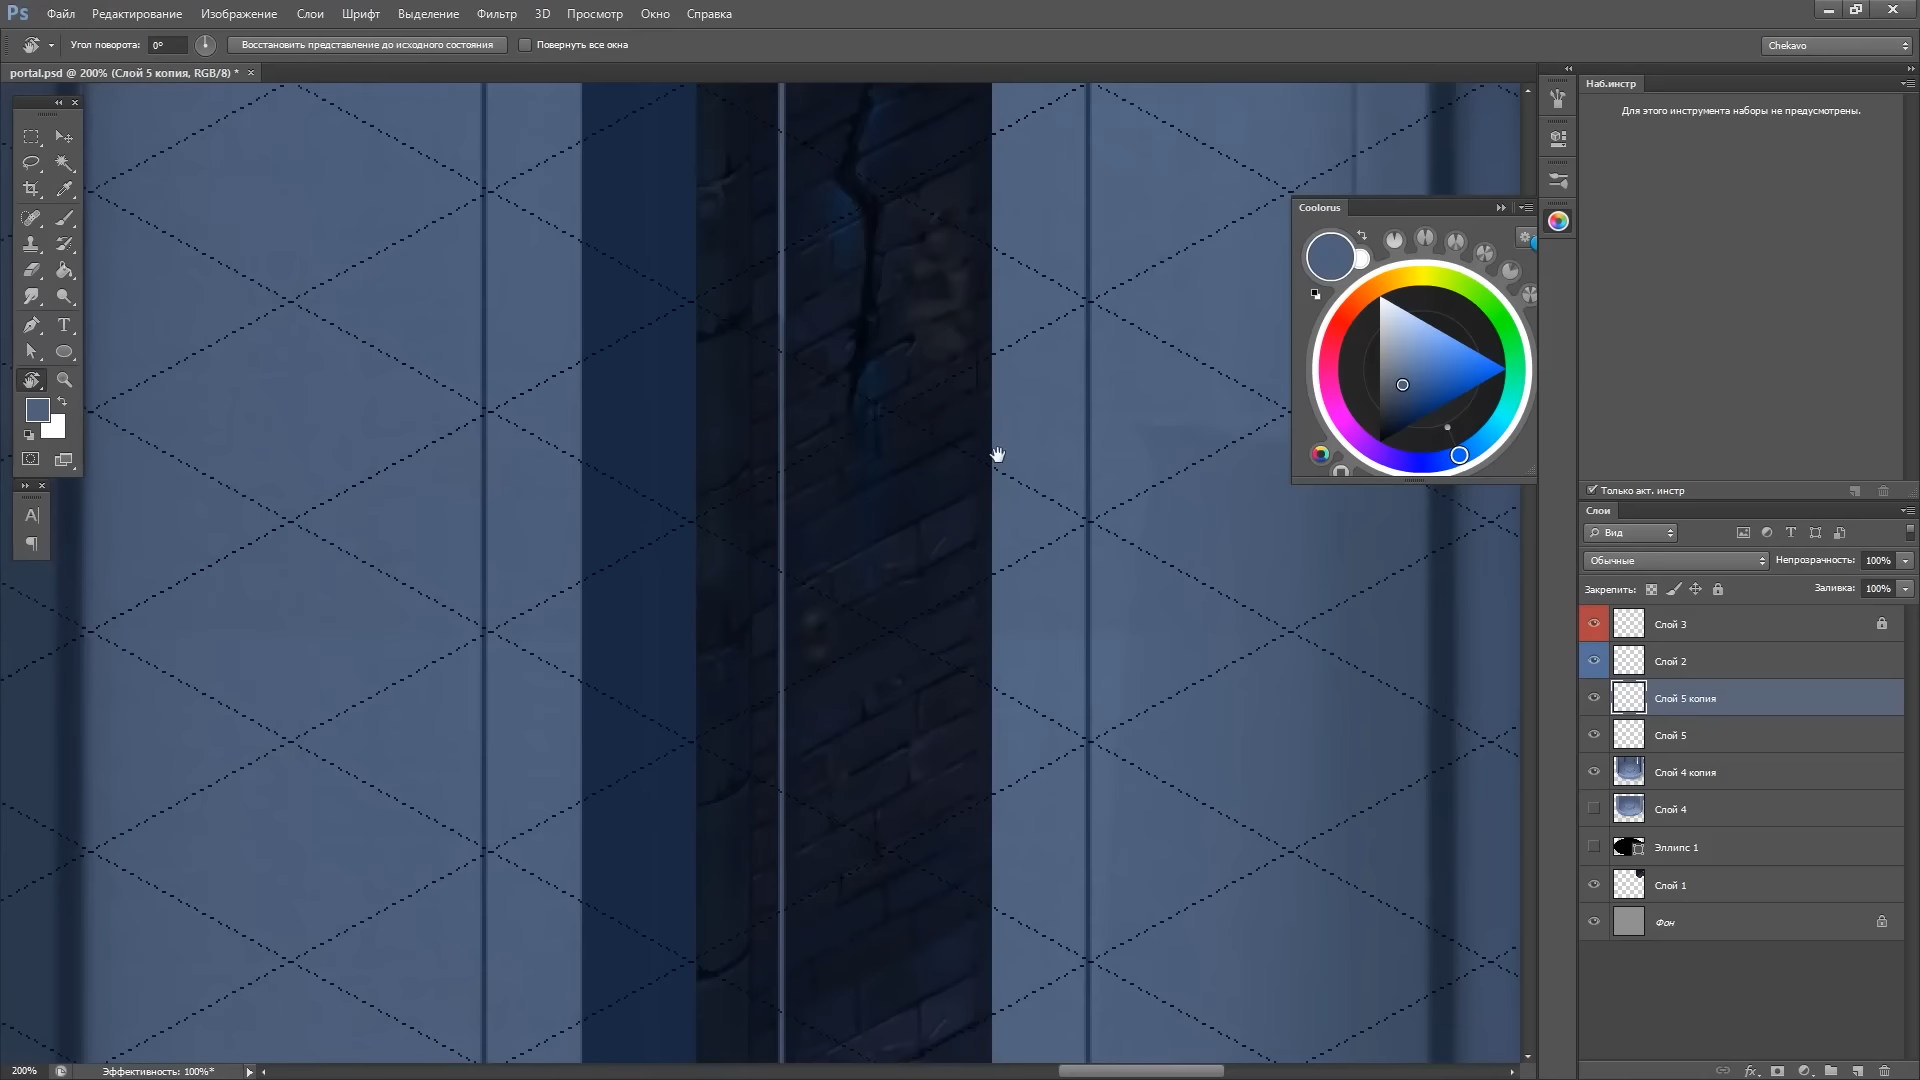 Ps Файл Редактирование Изображение Слои Шрифт Выделение Фильтр 3D Просмотр Окно Справка
Угол поворота: 0° Восстановить представление до исходного состояния Повернуть все окна Chekavo
portal.psd @ 200% (Слой 5 копия, RGB/8) *
Наб.инстр
Для этого инструмента наборы не предусмотрены.
Coolorus
Только акт. инстр
Слои
Вид
Обычные Непрозрачность: 100%
Закрепить: Заливка: 100%
Слой 3
Слой 2
Слой 5 копия
Слой 5
Слой 4 копия
Слой 4
Эллипс 1
Слой 1
Фон
200% Эффективность: 100%*